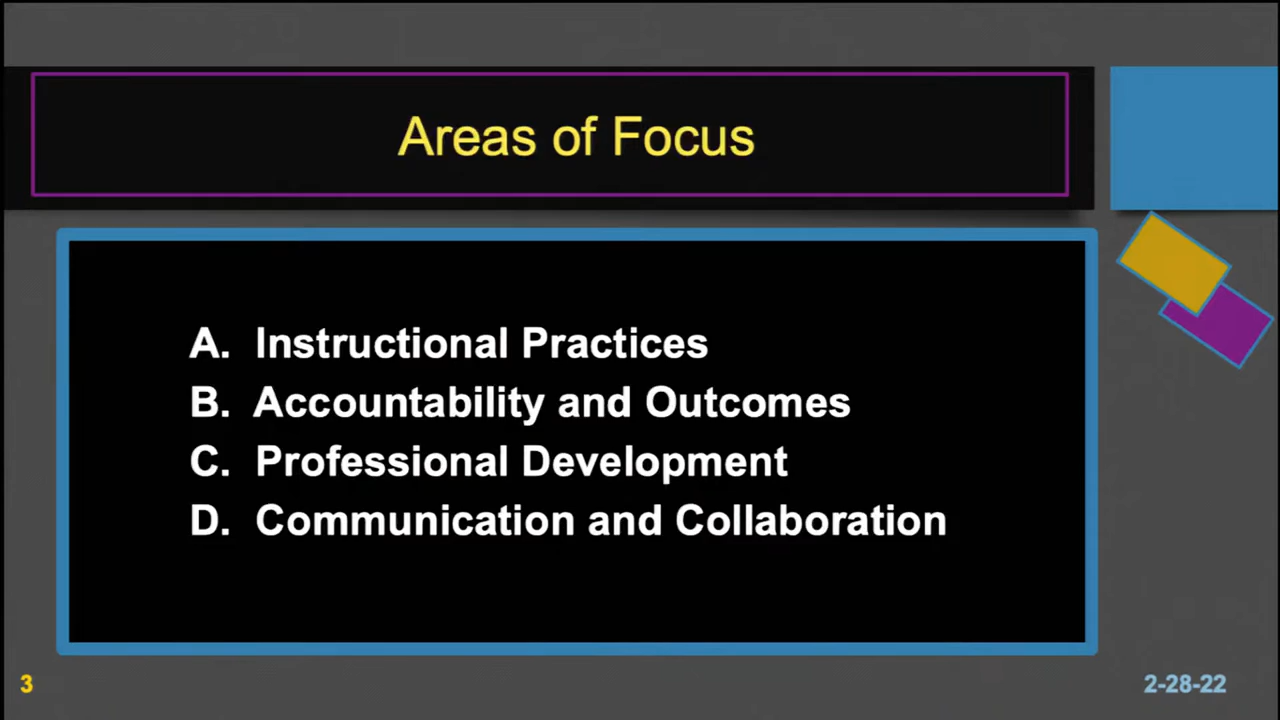 Areas of Focus
A. Instructional Practices
B. Accountability and Outcomes
C. Professional Development
D. Communication and Collaboration
3
2-28-22